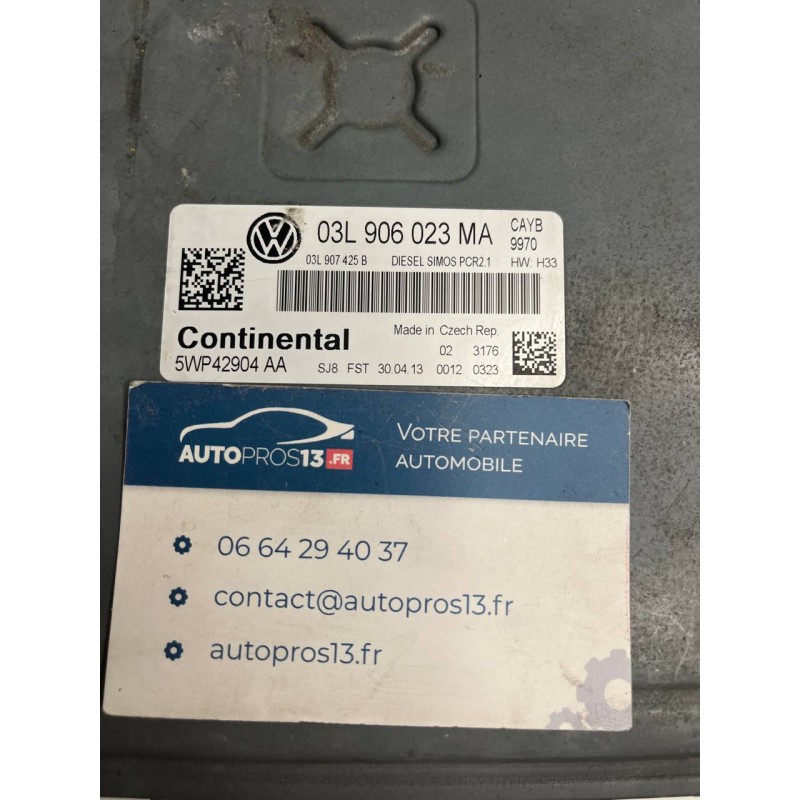 03L 906 023 MA
CAYB
9970
03L 907 425 B DIESEL SIMOS PCR2.1 HW: H33
Continental
Made in Czech Rep.
02 3176
5WP42904 AA
SJ8 FST 30.04.13 0012 0323
AUTOPROS13.FR
VOTRE PARTENAIRE
AUTOMOBILE
06 64 29 40 37
contact@autopros13.fr
autopros13.fr